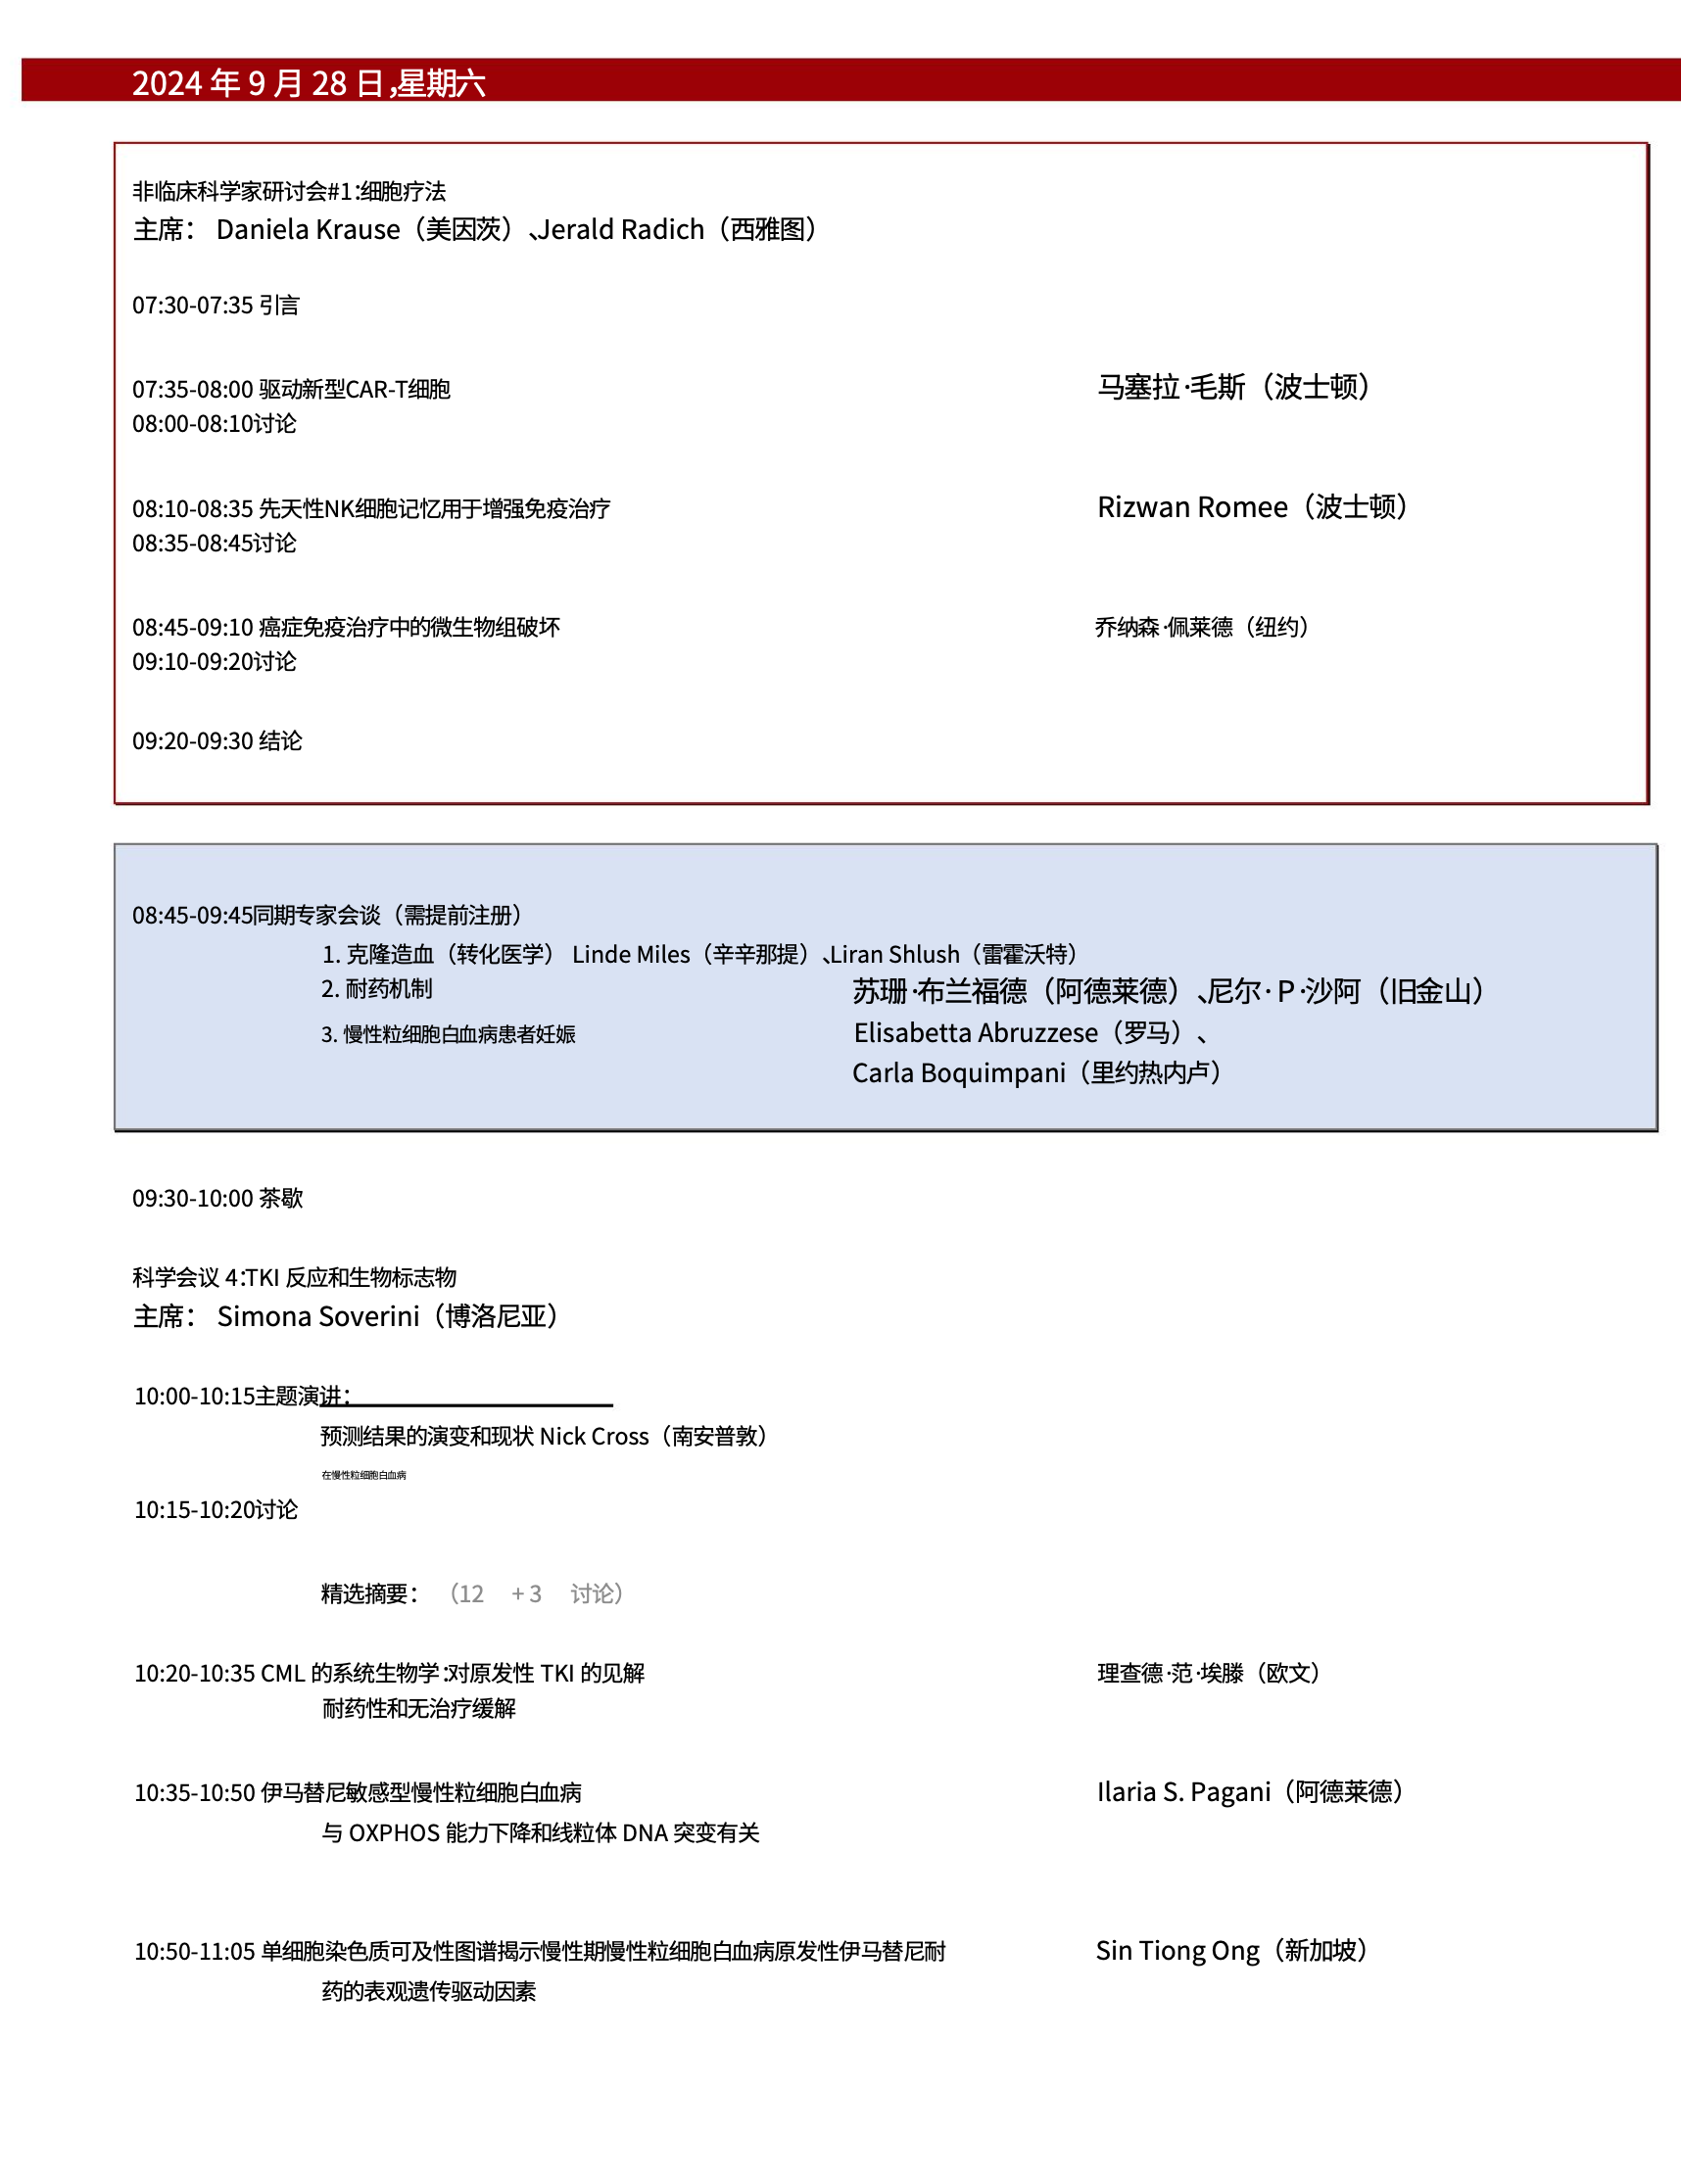 2024 年 9 月 28 日,星期六
非临床科学家研讨会#1:细胞疗法
主席： Daniela Krause（美因茨）、Jerald Radich（西雅图）
07:30-07:35 引言
07:35-08:00 驱动新型CAR-T细胞 马塞拉·毛斯（波士顿）
08:00-08:10讨论
08:10-08:35 先天性NK细胞记忆用于增强免疫治疗 Rizwan Romee（波士顿）
08:35-08:45讨论
08:45-09:10 癌症免疫治疗中的微生物组破坏 乔纳森·佩莱德（纽约）
09:10-09:20讨论
09:20-09:30 结论
08:45-09:45同期专家会谈（需提前注册）
1. 克隆造血（转化医学） Linde Miles（辛辛那提）、Liran Shlush（雷霍沃特）
2. 耐药机制 苏珊·布兰福德（阿德莱德）、尼尔· P ·沙阿（旧金山）
3. 慢性粒细胞白血病患者妊娠 Elisabetta Abruzzese（罗马）、
Carla Boquimpani（里约热内卢）
09:30-10:00 茶歇
科学会议 4:TKI 反应和生物标志物
主席： Simona Soverini（博洛尼亚）
10:00-10:15主题演讲：
预测结果的演变和现状 Nick Cross（南安普敦）
在慢性粒细胞白血病
10:15-10:20讨论
精选摘要： （12 + 3 讨论）
10:20-10:35 CML 的系统生物学:对原发性 TKI 的见解 理查德·范·埃滕（欧文）
耐药性和无治疗缓解
10:35-10:50 伊马替尼敏感型慢性粒细胞白血病 Ilaria S. Pagani（阿德莱德）
与 OXPHOS 能力下降和线粒体 DNA 突变有关
10:50-11:05 单细胞染色质可及性图谱揭示慢性期慢性粒细胞白血病原发性伊马替尼耐 Sin Tiong Ong（新加坡）
药的表观遗传驱动因素